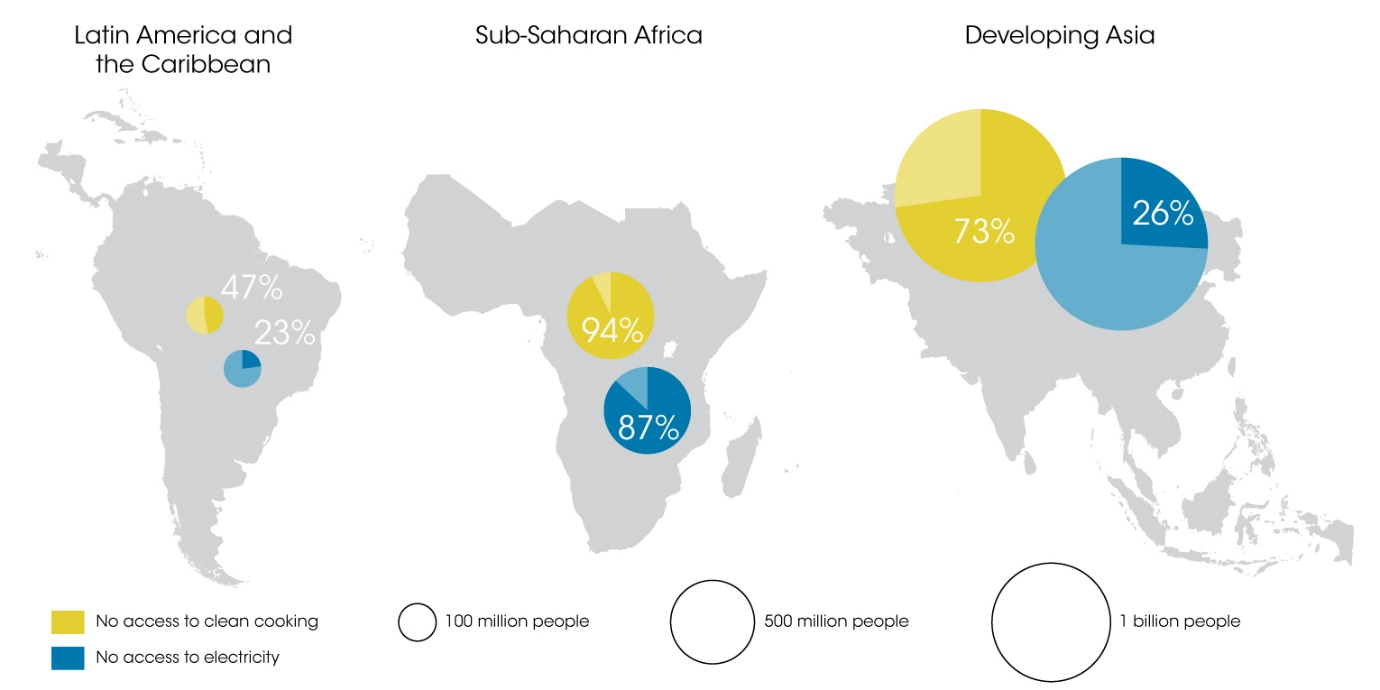 Latin America and
the Caribbean
Sub-Saharan Africa
Developing Asia
47%
23%
94%
87%
73%
26%
No access to clean cooking
No access to electricity
100 million people
500 million people
1 billion people